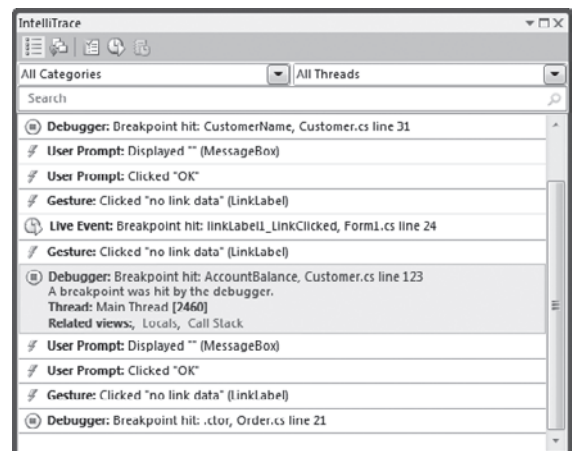 IntelliTrace
All Categories
All Threads
Search
Debugger: Breakpoint hit: CustomerName, Customer.cs line 31
User Prompt: Displayed "" (MessageBox)
User Prompt: Clicked "OK"
Gesture: Clicked "no link data" (LinkLabel)
Live Event: Breakpoint hit: linkLabel1_LinkClicked, Form1.cs line 24
Gesture: Clicked "no link data" (LinkLabel)
Debugger: Breakpoint hit: AccountBalance, Customer.cs line 123
A breakpoint was hit by the debugger.
Thread: Main Thread [2460]
Related views:, Locals, Call Stack
User Prompt: Displayed "" (MessageBox)
User Prompt: Clicked "OK"
Gesture: Clicked "no link data" (LinkLabel)
Debugger: Breakpoint hit: .ctor, Order.cs line 21